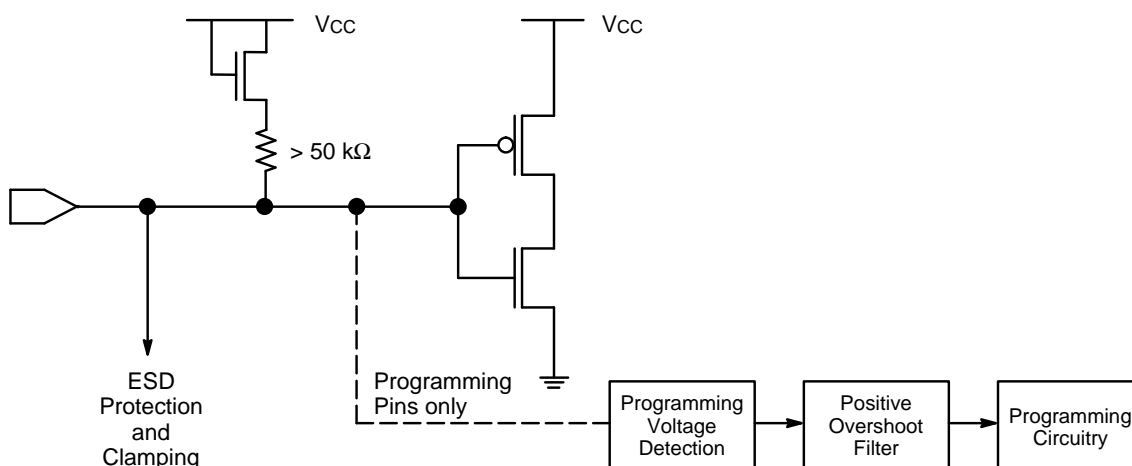 VCC
VCC
> 50 kΩ
ESD
Protection
and
Clamping
Programming
Pins only
Programming
Voltage
Detection
Positive
Overshoot
Filter
Programming
Circuitry